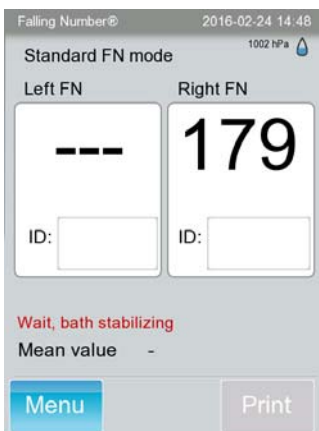 Falling Number® 2016-02-24 14:48
Standard FN mode 1002 hPa
Left FN Right FN
--- 179
ID: ID:
Wait, bath stabilizing
Mean value -
Menu Print